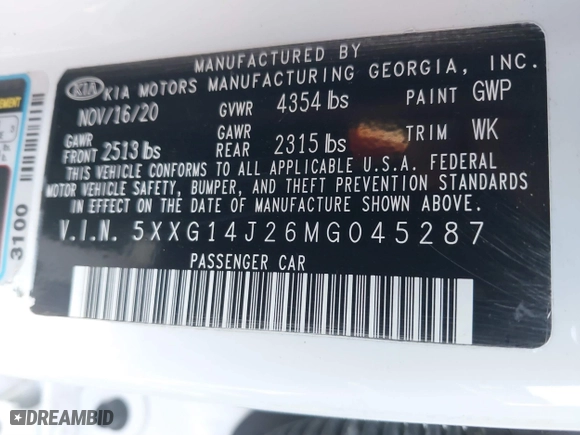 MANUFACTURED BY
KIA KIA MOTORS MANUFACTURING GEORGIA, INC.
NOV/16/20 GVWR 4354 lbs PAINT GWP
GAWR FRONT 2513 lbs GAWR REAR 2315 lbs TRIM WK
THIS VEHICLE CONFORMS TO ALL APPLICABLE U.S.A. FEDERAL
MOTOR VEHICLE SAFETY, BUMPER, AND THEFT PREVENTION STANDARDS
IN EFFECT ON THE DATE OF MANUFACTURE SHOWN ABOVE.
V.I.N. 5XXG14J26MG045287
PASSENGER CAR
3100
DREAMBID